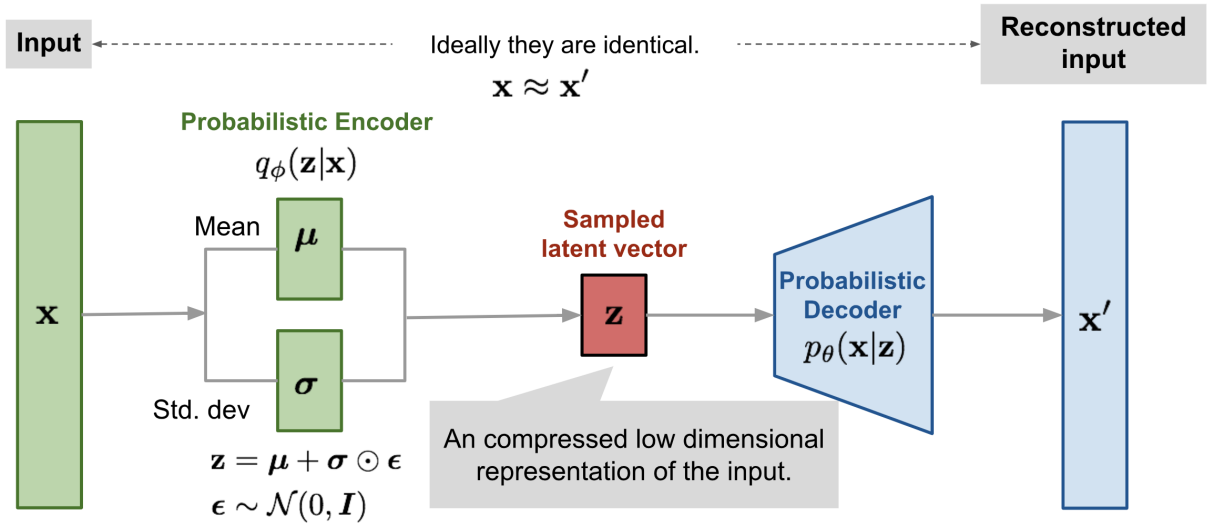 Input
Ideally they are identical.
x ≈ x′
Reconstructed
input
Probabilistic Encoder
qϕ(z|x)
Mean
μ
x
Std. dev
σ
z = μ + σ ⊙ ϵ
ϵ ∼ 𝒩(0, I)
Sampled
latent vector
z
An compressed low dimensional
representation of the input.
Probabilistic
Decoder
pθ(x|z)
x′